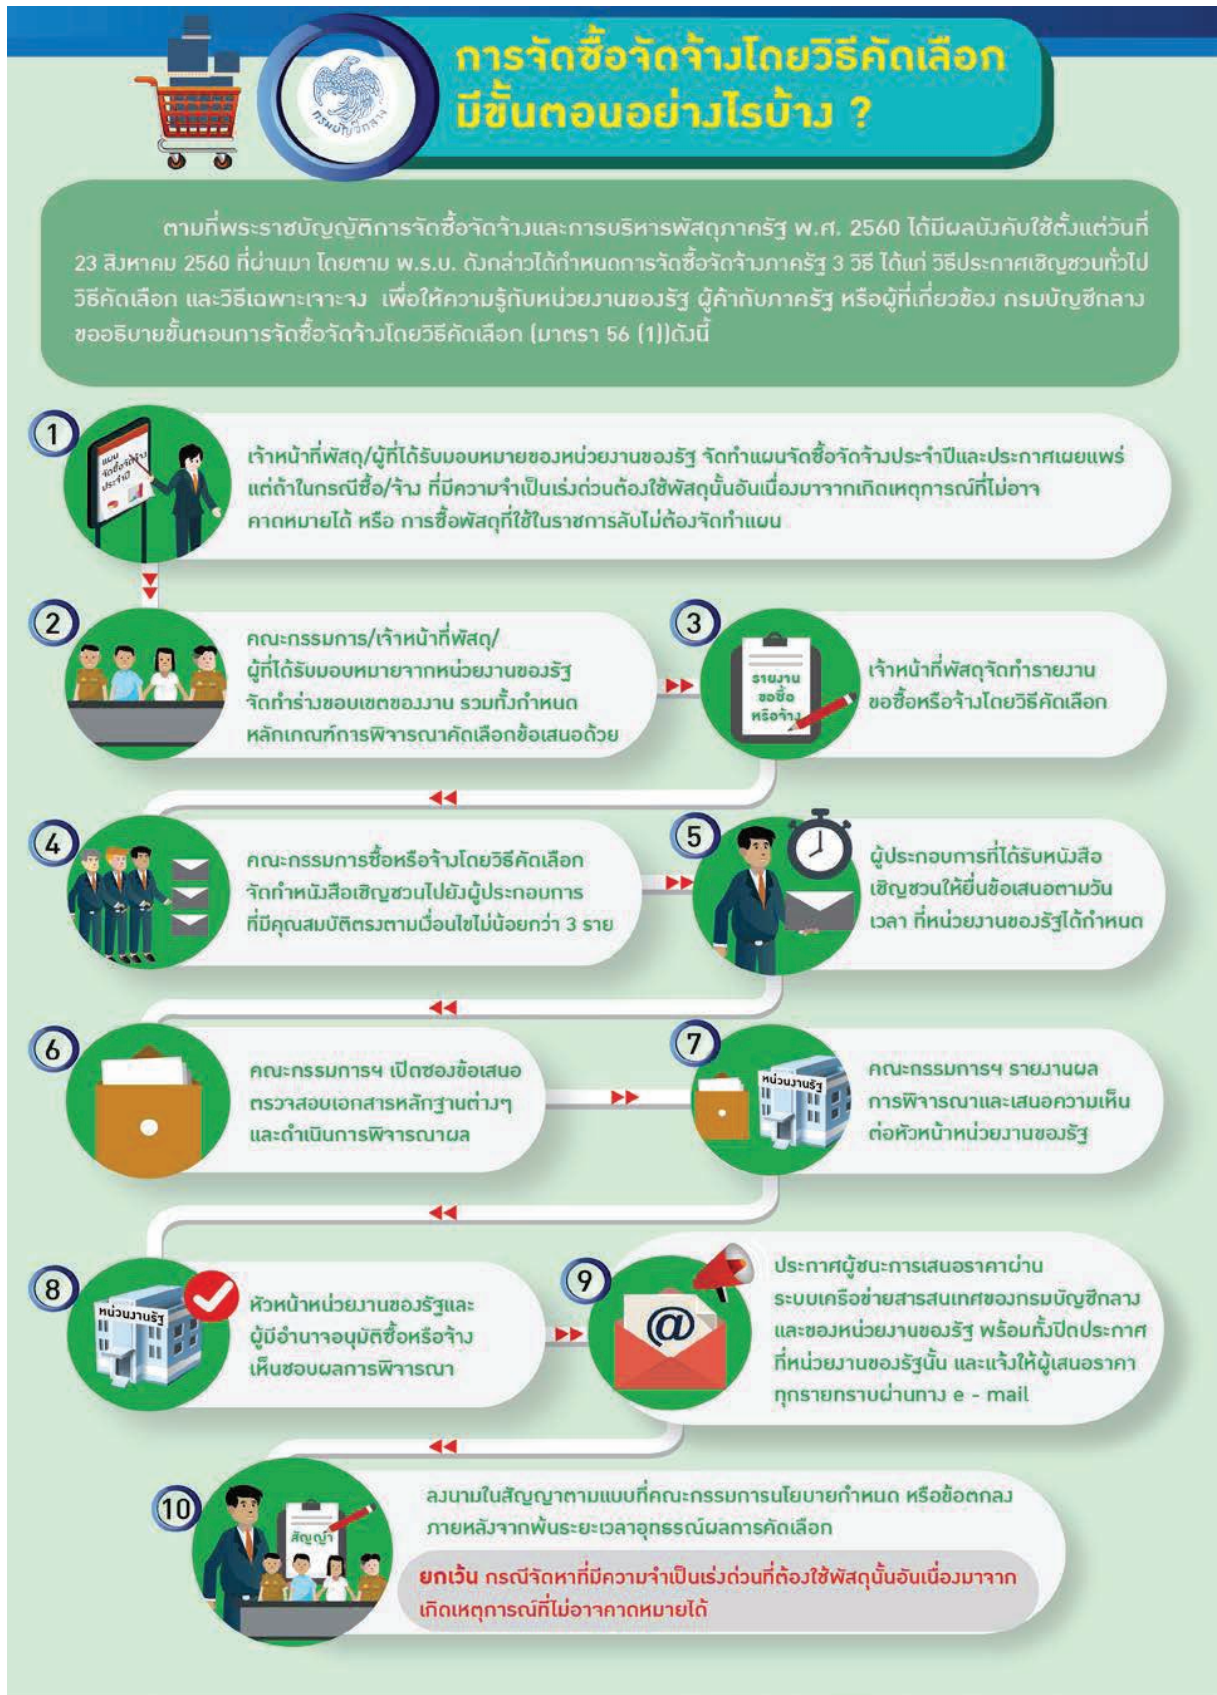 การจัดซื้อจัดจ้างโดยวิธีคัดเลือก
มีขั้นตอนอย่างไรบ้าง ?
กรมบัญชีกลาง
ตามที่พระราชบัญญัติการจัดซื้อจัดจ้างและการบริหารพัสดุภาครัฐ พ.ศ. 2560 ได้มีผลบังคับใช้ตั้งแต่วันที่
23 สิงหาคม 2560 ที่ผ่านมา โดยตาม พ.ร.บ. ดังกล่าวได้กำหนดการจัดซื้อจัดจ้างภาครัฐ 3 วิธี ได้แก่ วิธีประกาศเชิญชวนทั่วไป
วิธีคัดเลือก และวิธีเฉพาะเจาะจง เพื่อให้ความรู้กับหน่วยงานของรัฐ ผู้ค้ากับภาครัฐ หรือผู้ที่เกี่ยวข้อง กรมบัญชีกลาง
ขออธิบายขั้นตอนการจัดซื้อจัดจ้างโดยวิธีคัดเลือก (มาตรา 56 (1))ดังนี้
1
แผน
จัดซื้อจัดจ้าง
ประจำปี
เจ้าหน้าที่พัสดุ/ผู้ที่ได้รับมอบหมายของหน่วยงานของรัฐ จัดทำแผนจัดซื้อจัดจ้างประจำปีและประกาศเผยแพร่
แต่ถ้าในกรณีซื้อ/จ้าง ที่มีความจำเป็นเร่งด่วนต้องใช้พัสดุนั้นอันเนื่องมาจากเกิดเหตุการณ์ที่ไม่อาจ
คาดหมายได้ หรือ การซื้อพัสดุที่ใช้ในราชการลับไม่ต้องจัดทำแผน
2
คณะกรรมการ/เจ้าหน้าที่พัสดุ/
ผู้ที่ได้รับมอบหมายจากหน่วยงานของรัฐ
จัดทำร่างขอบเขตของงาน รวมทั้งกำหนด
หลักเกณฑ์การพิจารณาคัดเลือกข้อเสนอด้วย
3
รายงาน
ขอซื้อ
หรือจ้าง
เจ้าหน้าที่พัสดุจัดทำรายงาน
ขอซื้อหรือจ้างโดยวิธีคัดเลือก
4
คณะกรรมการซื้อหรือจ้างโดยวิธีคัดเลือก
จัดทำหนังสือเชิญชวนไปยังผู้ประกอบการ
ที่มีคุณสมบัติตรงตามเงื่อนไขไม่น้อยกว่า 3 ราย
5
ผู้ประกอบการที่ได้รับหนังสือ
เชิญชวนให้ยื่นข้อเสนอตามวัน
เวลา ที่หน่วยงานของรัฐได้กำหนด
6
คณะกรรมการฯ เปิดซองข้อเสนอ
ตรวจสอบเอกสารหลักฐานต่างๆ
และดำเนินการพิจารณาผล
7
หน่วยงานรัฐ
คณะกรรมการฯ รายงานผล
การพิจารณาและเสนอความเห็น
ต่อหัวหน้าหน่วยงานของรัฐ
8
หน่วยงานรัฐ
หัวหน้าหน่วยงานของรัฐและ
ผู้มีอำนาจอนุมัติซื้อหรือจ้าง
เห็นชอบผลการพิจารณา
9
@
ประกาศผู้ชนะการเสนอราคาผ่าน
ระบบเครือข่ายสารสนเทศของกรมบัญชีกลาง
และของหน่วยงานของรัฐ พร้อมทั้งปิดประกาศ
ที่หน่วยงานของรัฐนั้น และแจ้งให้ผู้เสนอราคา
ทุกรายทราบผ่านทาง e - mail
10
สัญญา
ลงนามในสัญญาตามแบบที่คณะกรรมการนโยบายกำหนด หรือข้อตกลง
ภายหลังจากพ้นระยะเวลาอุทธรณ์ผลการคัดเลือก
ยกเว้น กรณีจัดหาที่มีความจำเป็นเร่งด่วนที่ต้องใช้พัสดุนั้นอันเนื่องมาจาก
เกิดเหตุการณ์ที่ไม่อาจคาดหมายได้